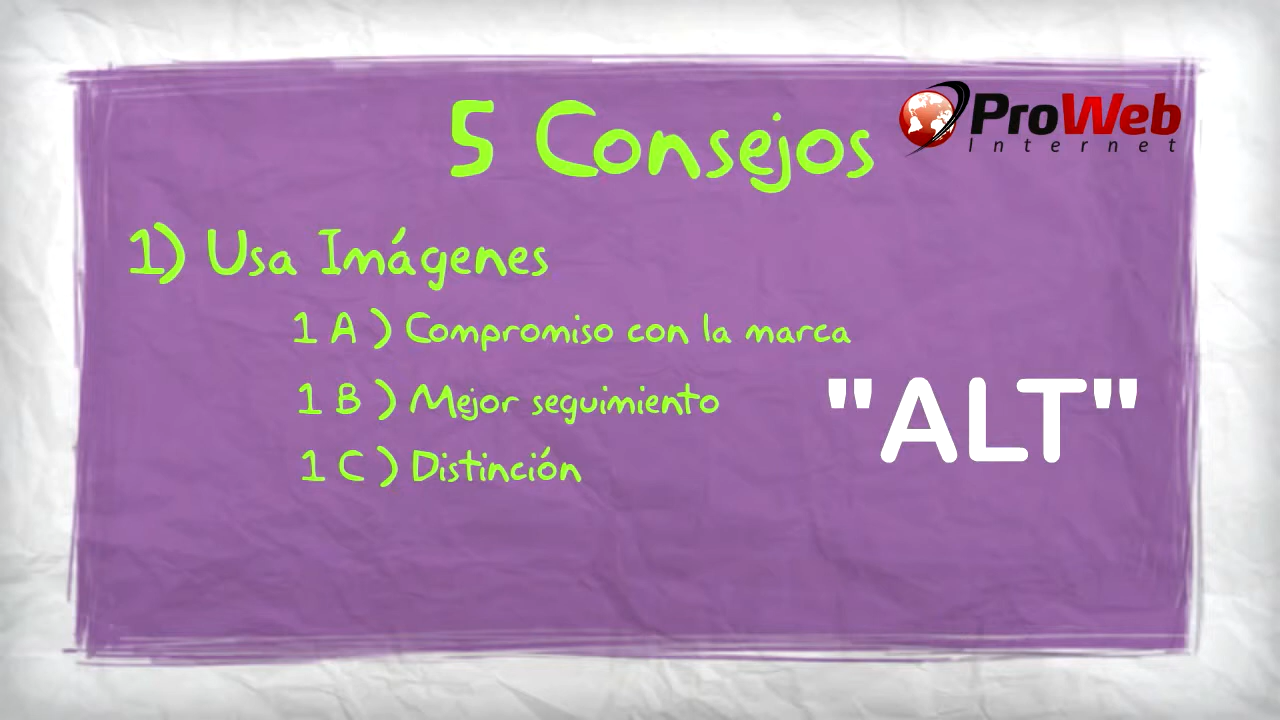 5 Consejos
ProWeb
Internet
1) Usa Imágenes
1 A ) Compromiso con la marca
1 B ) Mejor seguimiento
"ALT"
1 C ) Distinción